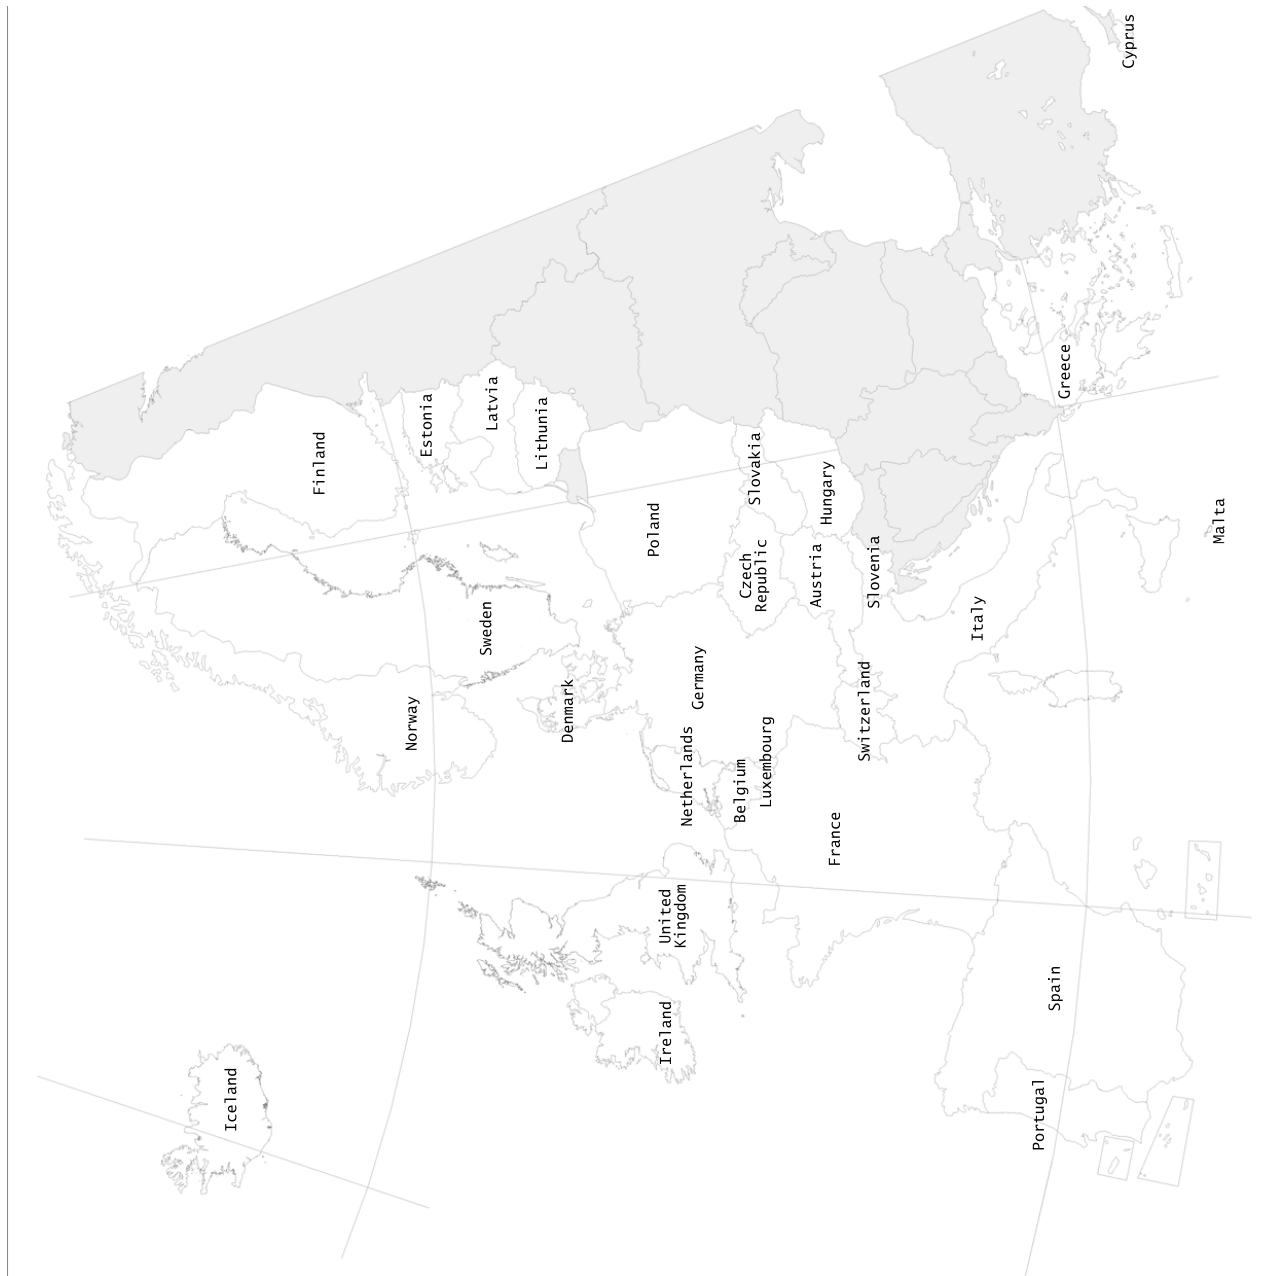 Iceland
Norway
Sweden
Finland
Estonia
Latvia
Lithunia
Denmark
United
Kingdom
Ireland
Netherlands
Belgium
Luxembourg
Germany
Poland
Czech
Republic
Slovakia
Austria
Hungary
Slovenia
Switzerland
France
Italy
Spain
Portugal
Greece
Malta
Cyprus